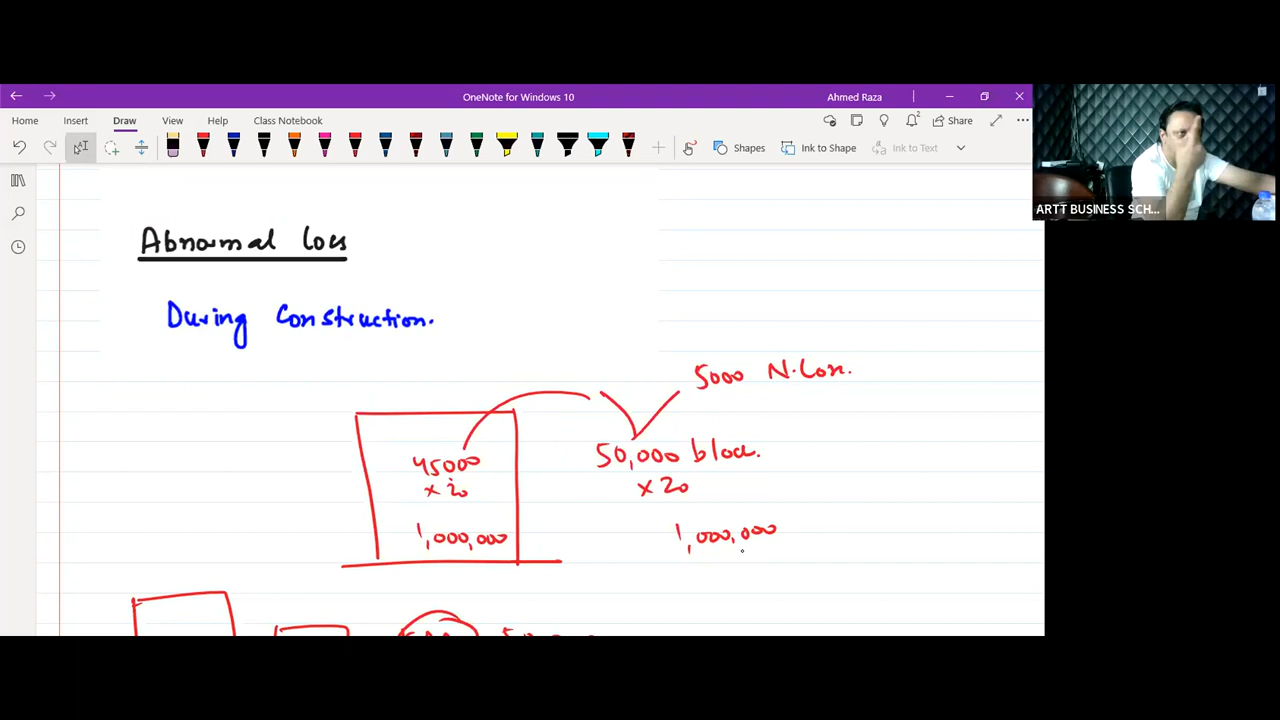 OneNote for Windows 10
Ahmed Raza
Home Insert Draw View Help Class Notebook
Share
Shapes Ink to Shape Ink to Text
ARTT BUSINESS SCH...
Abnormal loss
During Construction.
5000 N.Loss.
45000
x 20
1,000,000
50,000 block.
x 20
1,000,000